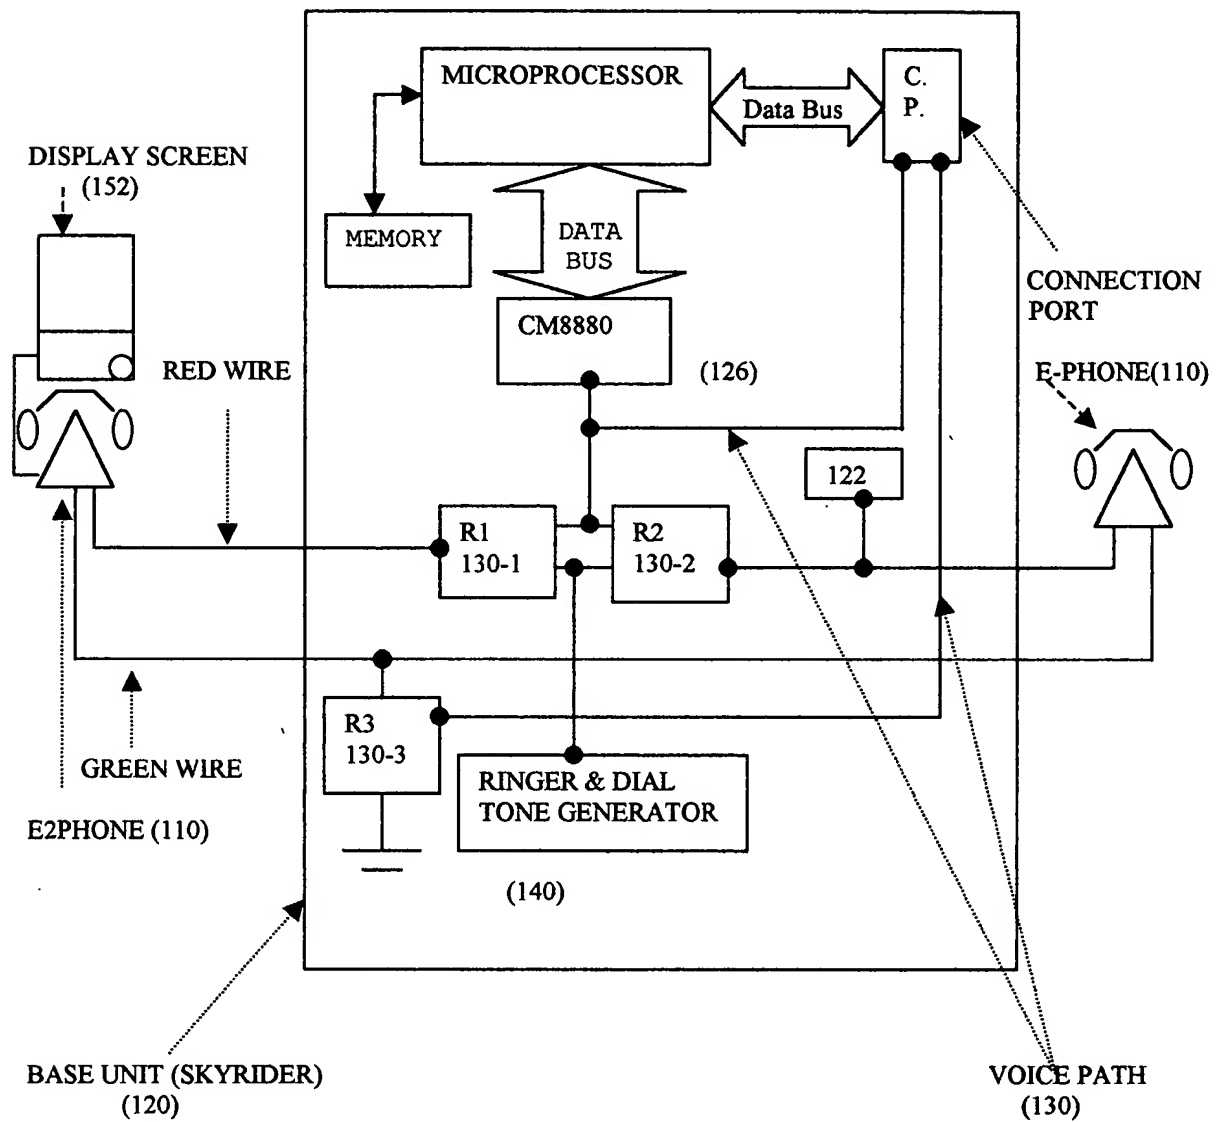 MICROPROCESSOR
Data Bus
C.
P.
DISPLAY SCREEN
(152)
MEMORY
DATA
BUS
CONNECTION
PORT
CM8880
RED WIRE
(126)
E-PHONE(110)
122
R1
130-1
R2
130-2
R3
130-3
GREEN WIRE
RINGER & DIAL
TONE GENERATOR
E2PHONE (110)
(140)
BASE UNIT (SKYRIDER)
(120)
VOICE PATH
(130)